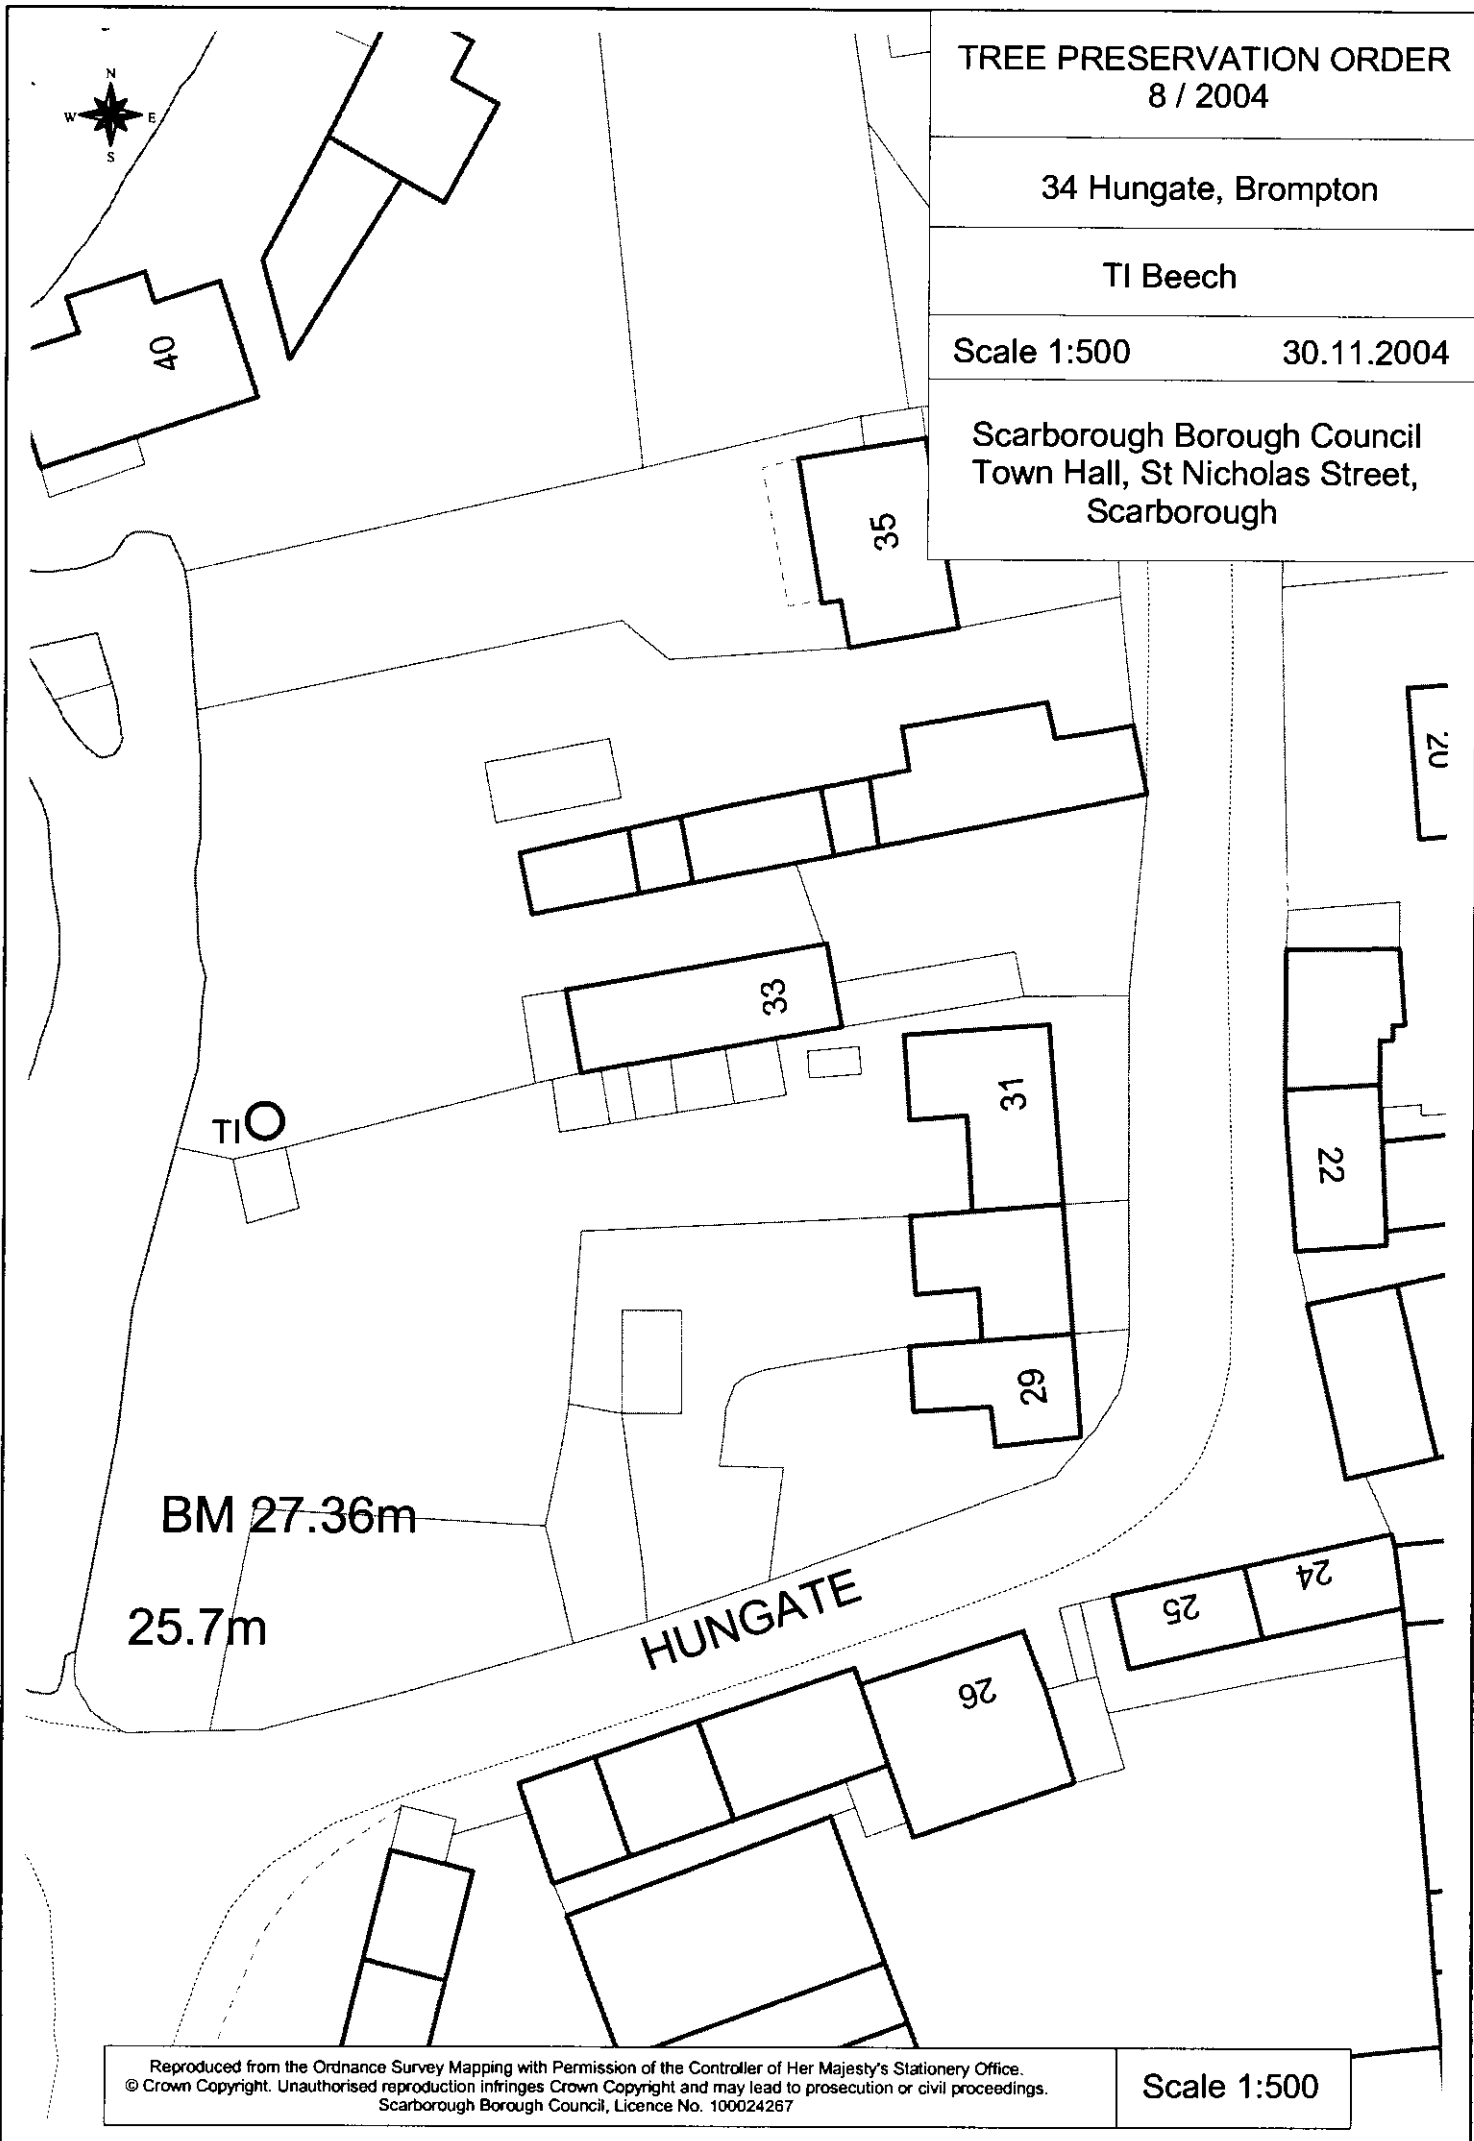 TREE PRESERVATION ORDER
8 / 2004
34 Hungate, Brompton
TI Beech
Scale 1:500 30.11.2004
Scarborough Borough Council
Town Hall, St Nicholas Street,
Scarborough
N
W E
S
40
35
20
33
31
TI
22
29
BM 27.36m
25.7m
HUNGATE
24
25
26
Reproduced from the Ordnance Survey Mapping with Permission of the Controller of Her Majesty's Stationery Office.
© Crown Copyright. Unauthorised reproduction infringes Crown Copyright and may lead to prosecution or civil proceedings.
Scarborough Borough Council, Licence No. 100024267
Scale 1:500